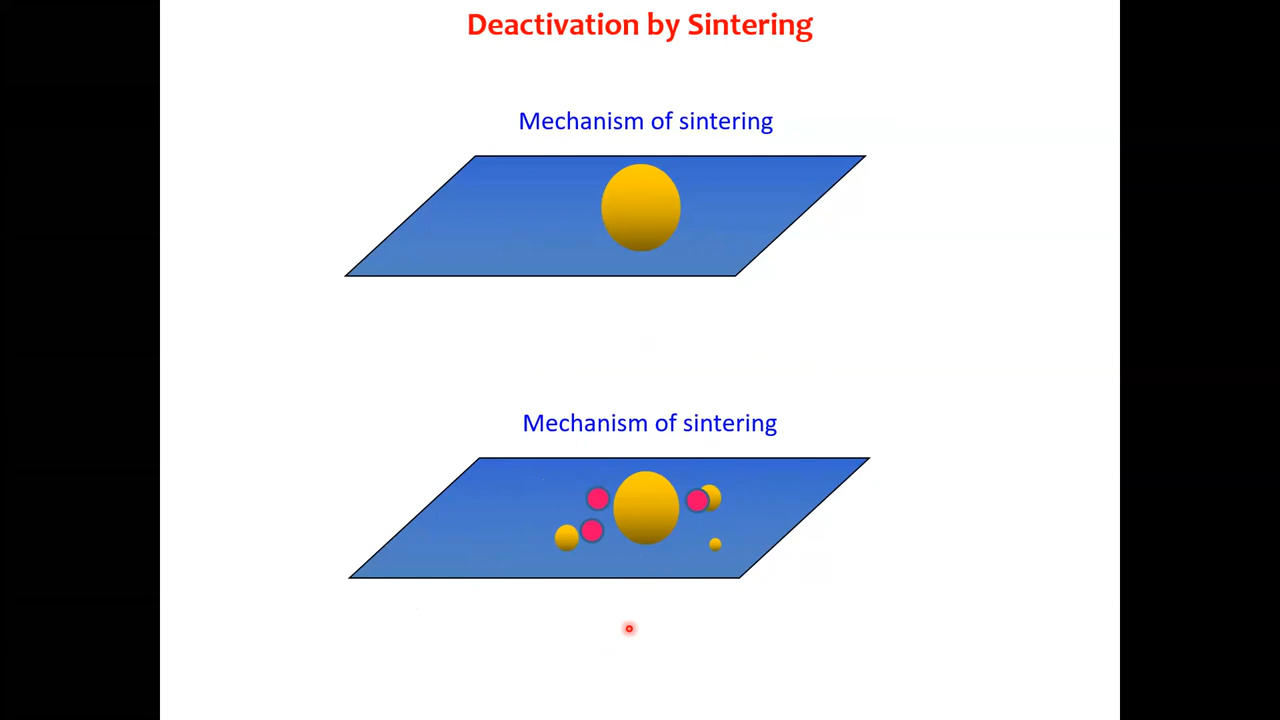 Deactivation by Sintering
Mechanism of sintering
Mechanism of sintering